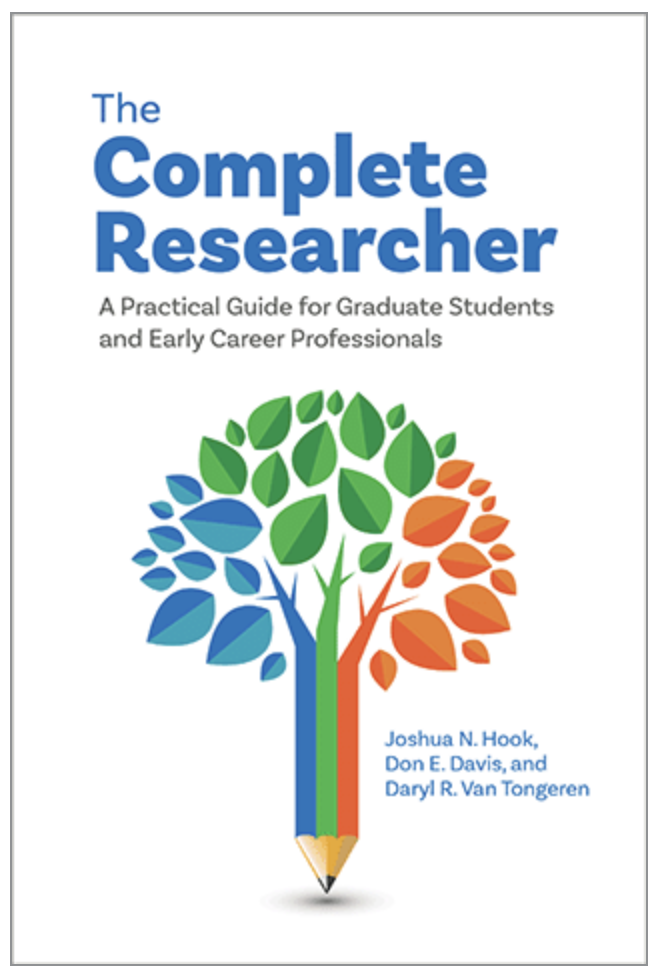 The
Complete
Researcher
A Practical Guide for Graduate Students
and Early Career Professionals
Joshua N. Hook,
Don E. Davis, and
Daryl R. Van Tongeren